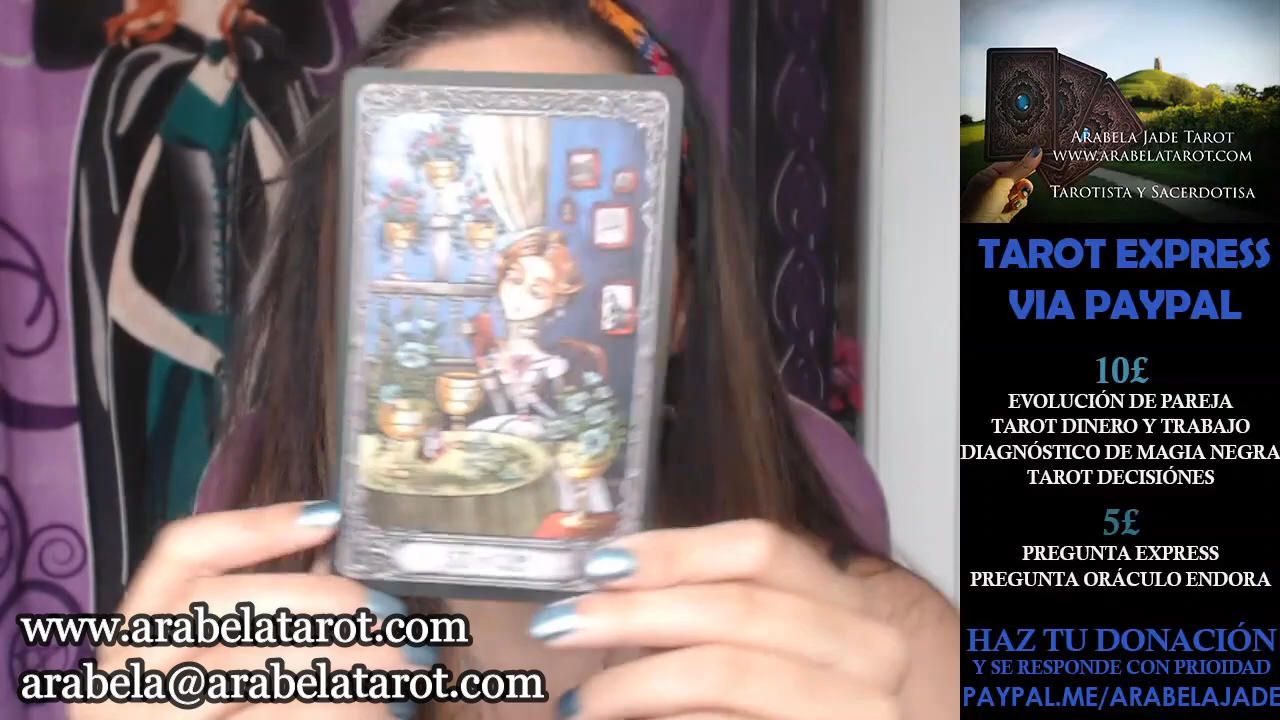 ARABELA JADE TAROT
WWW.ARABELATAROT.COM
TAROTISTA Y SACERDOTISA
TAROT EXPRESS
VIA PAYPAL
10£
EVOLUCIÓN DE PAREJA
TAROT DINERO Y TRABAJO
DIAGNÓSTICO DE MAGIA NEGRA
TAROT DECISIÓNES
5£
PREGUNTA EXPRESS
PREGUNTA ORÁCULO ENDORA
HAZ TU DONACIÓN
Y SE RESPONDE CON PRIOIDAD
PAYPAL.ME/ARABELAJADE
www.arabelatarot.com
arabela@arabelatarot.com